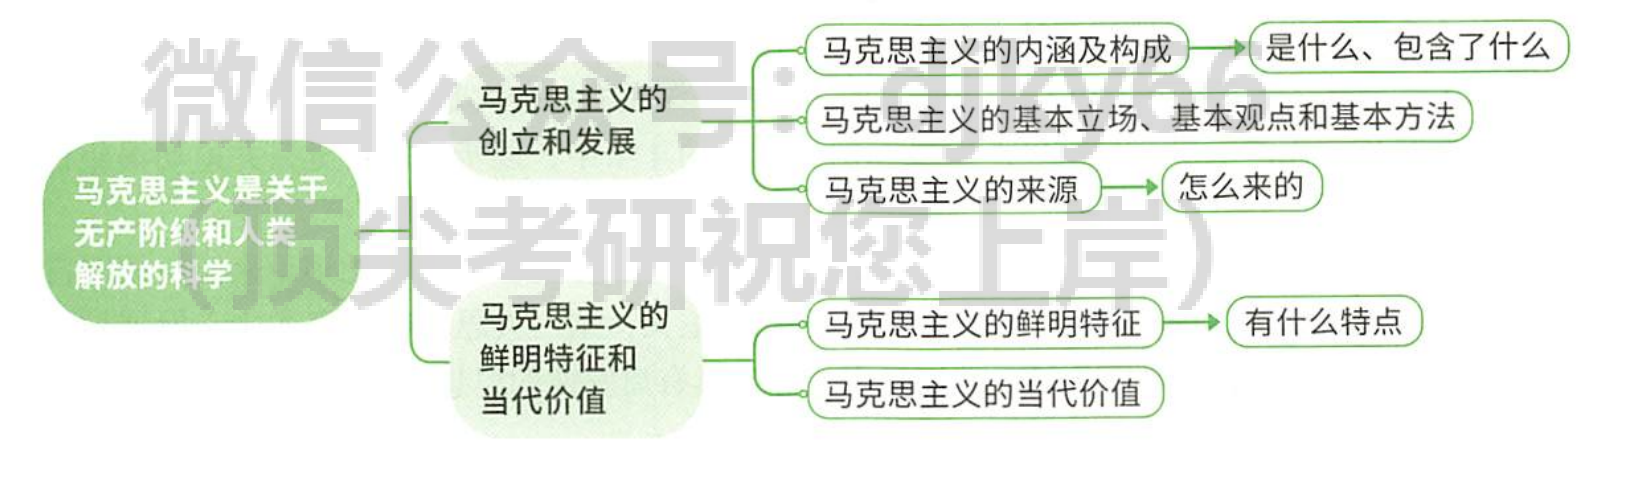 微信公众号：djky66
（顶尖考研祝您上岸）
马克思主义是关于
无产阶级和人类
解放的科学
马克思主义的
创立和发展
马克思主义的内涵及构成
是什么、包含了什么
马克思主义的基本立场、基本观点和基本方法
马克思主义的来源
怎么来的
马克思主义的
鲜明特征和
当代价值
马克思主义的鲜明特征
有什么特点
马克思主义的当代价值